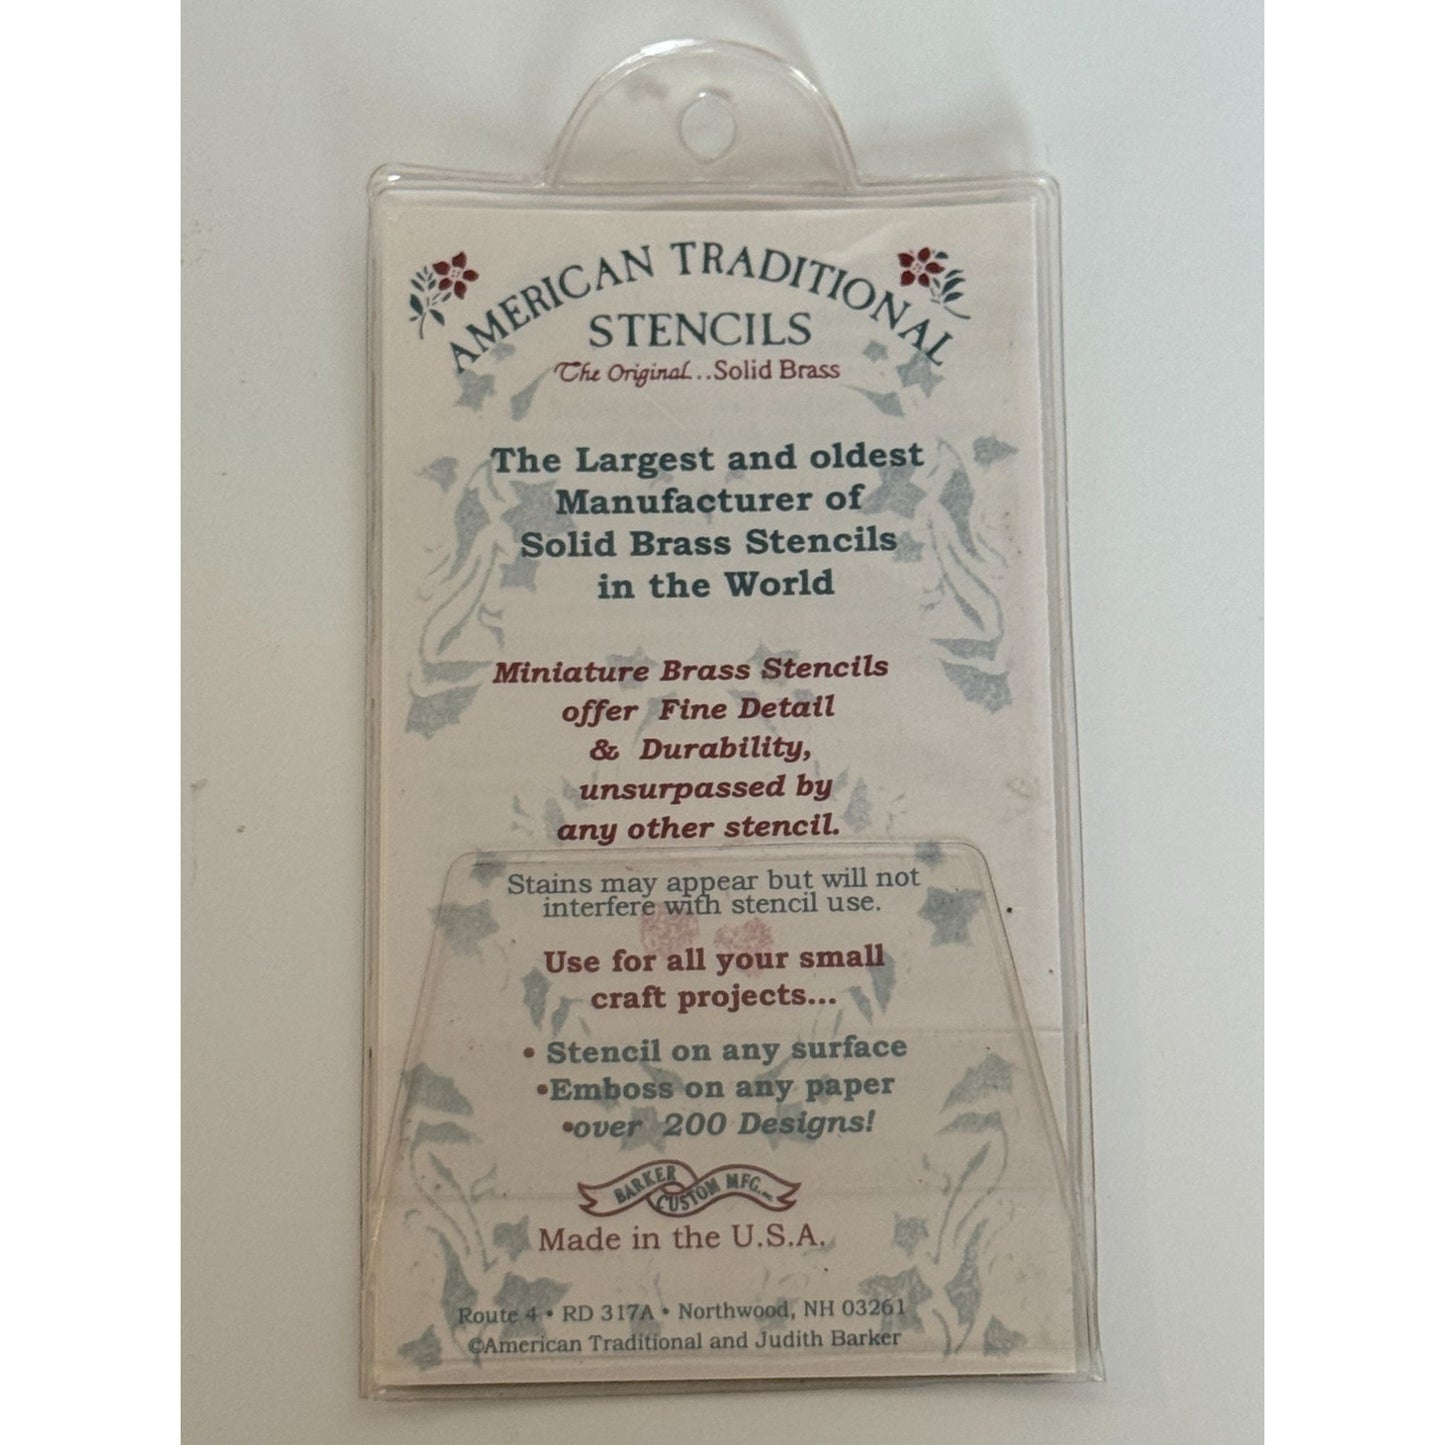 AMERICAN TRADITIONAL
STENCILS
The Original...Solid Brass
The Largest and oldest
Manufacturer of
Solid Brass Stencils
in the World
Miniature Brass Stencils
offer Fine Detail
& Durability,
unsurpassed by
any other stencil.
Stains may appear but will not
interfere with stencil use.
Use for all your small
craft projects...
• Stencil on any surface
•Emboss on any paper
•over 200 Designs!
BARKER CUSTOM MFG.
Made in the U.S.A.
Route 4 • RD 317A • Northwood, NH 03261
©American Traditional and Judith Barker